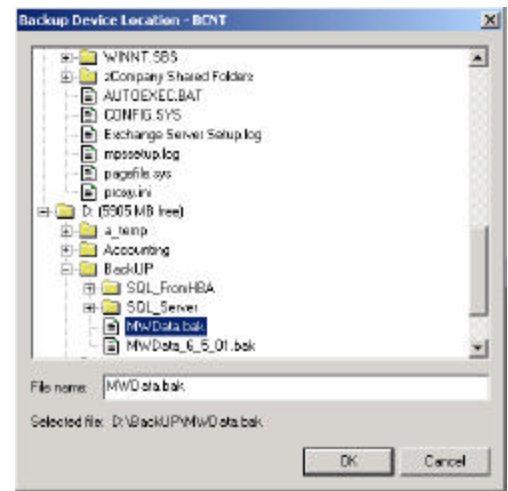 Backup Device Location - BCNT
WINNT.SBS
zCompany Shared Folders
AUTOEXEC.BAT
CONFIG.SYS
Exchange Server Setup.log
mpssetup.log
pagefile.sys
proxy.ini
D: (5905 MB free)
a_temp
Accounting
BackUP
SQL_FromHBA
SQL_Server
MWData.bak
MWData_6_5_01.bak
File name: MWData.bak
Selected file: D:\BackUP\MWData.bak
OK Cancel